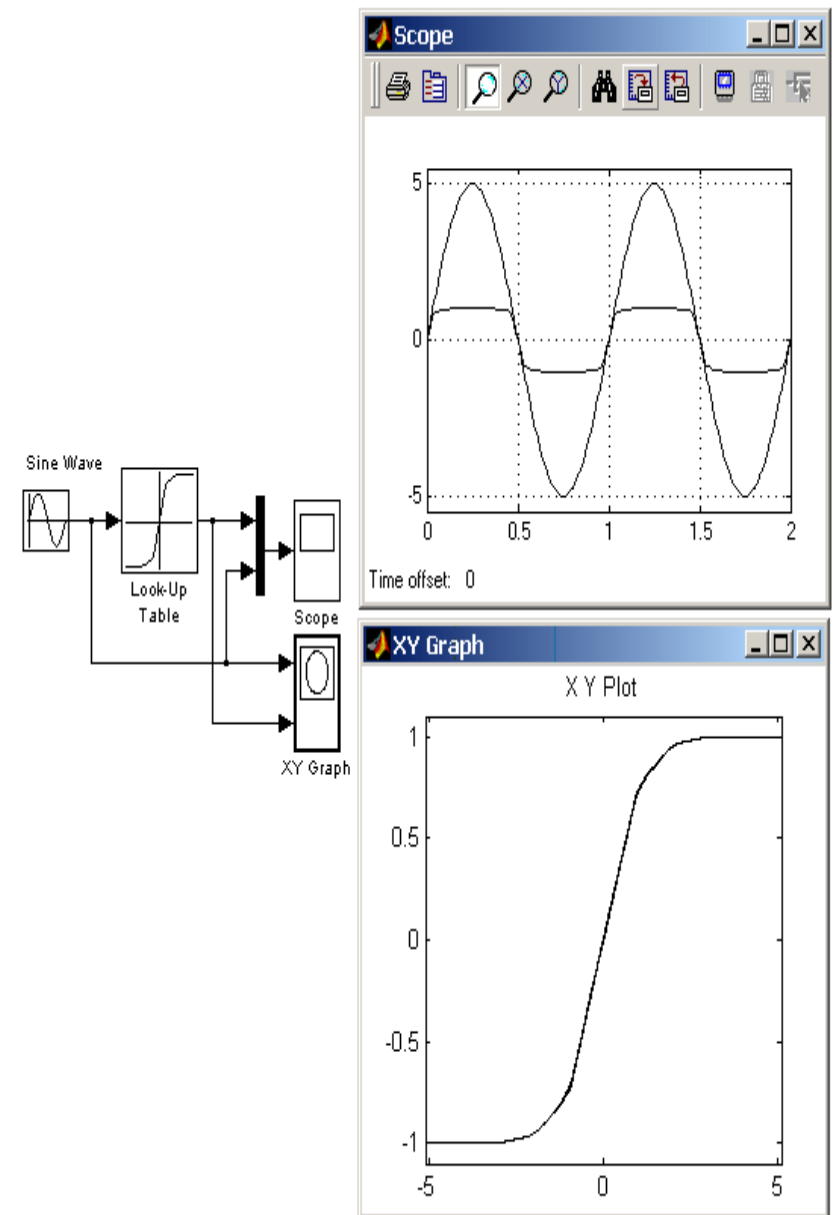 Scope
5
0
-5
0 0.5 1 1.5 2
Time offset: 0
Sine Wave
Look-Up
Table
Scope
XY Graph
XY Graph
X Y Plot
1
0.5
0
-0.5
-1
-5 0 5